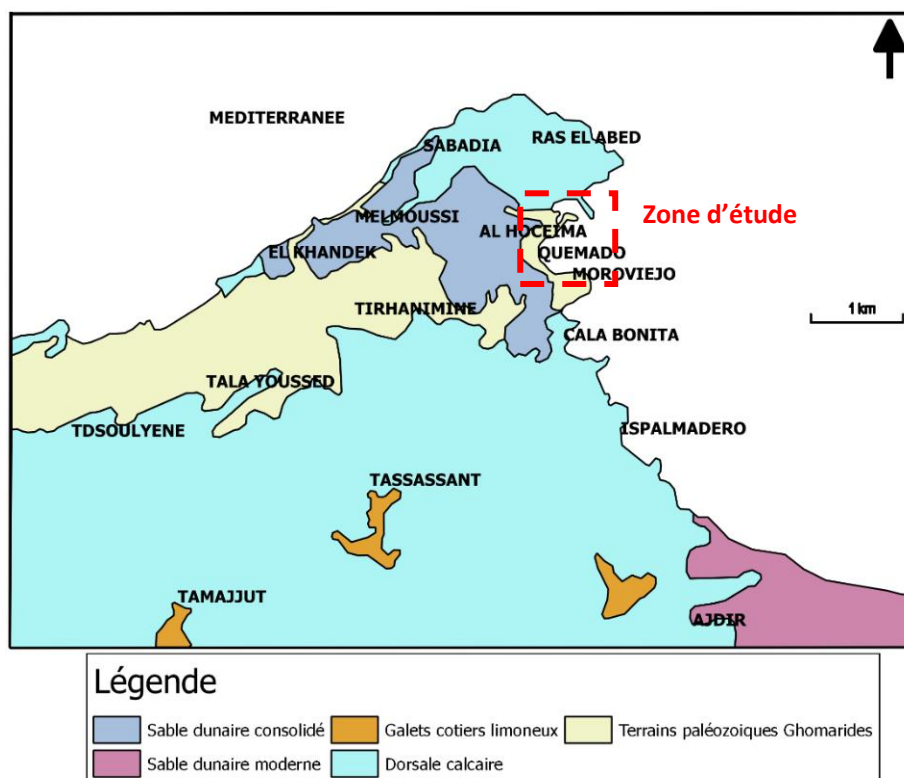 MEDITERRANEE
RAS EL ABED
SABADIA
Zone d'étude
MELMOUSSI
AL HOCEIMA
EL KHANDEK
QUEMADO
MOROVIEJO
TIRHANIMINE
1 km
CALA BONITA
TALA YOUSSED
TDSOULYENE
ISPALMADERO
TASSASSANT
TAMAJJUT
AJDIR
Légende
Sable dunaire consolidé
Galets cotiers limoneux
Terrains paléozoiques Ghomarides
Sable dunaire moderne
Dorsale calcaire